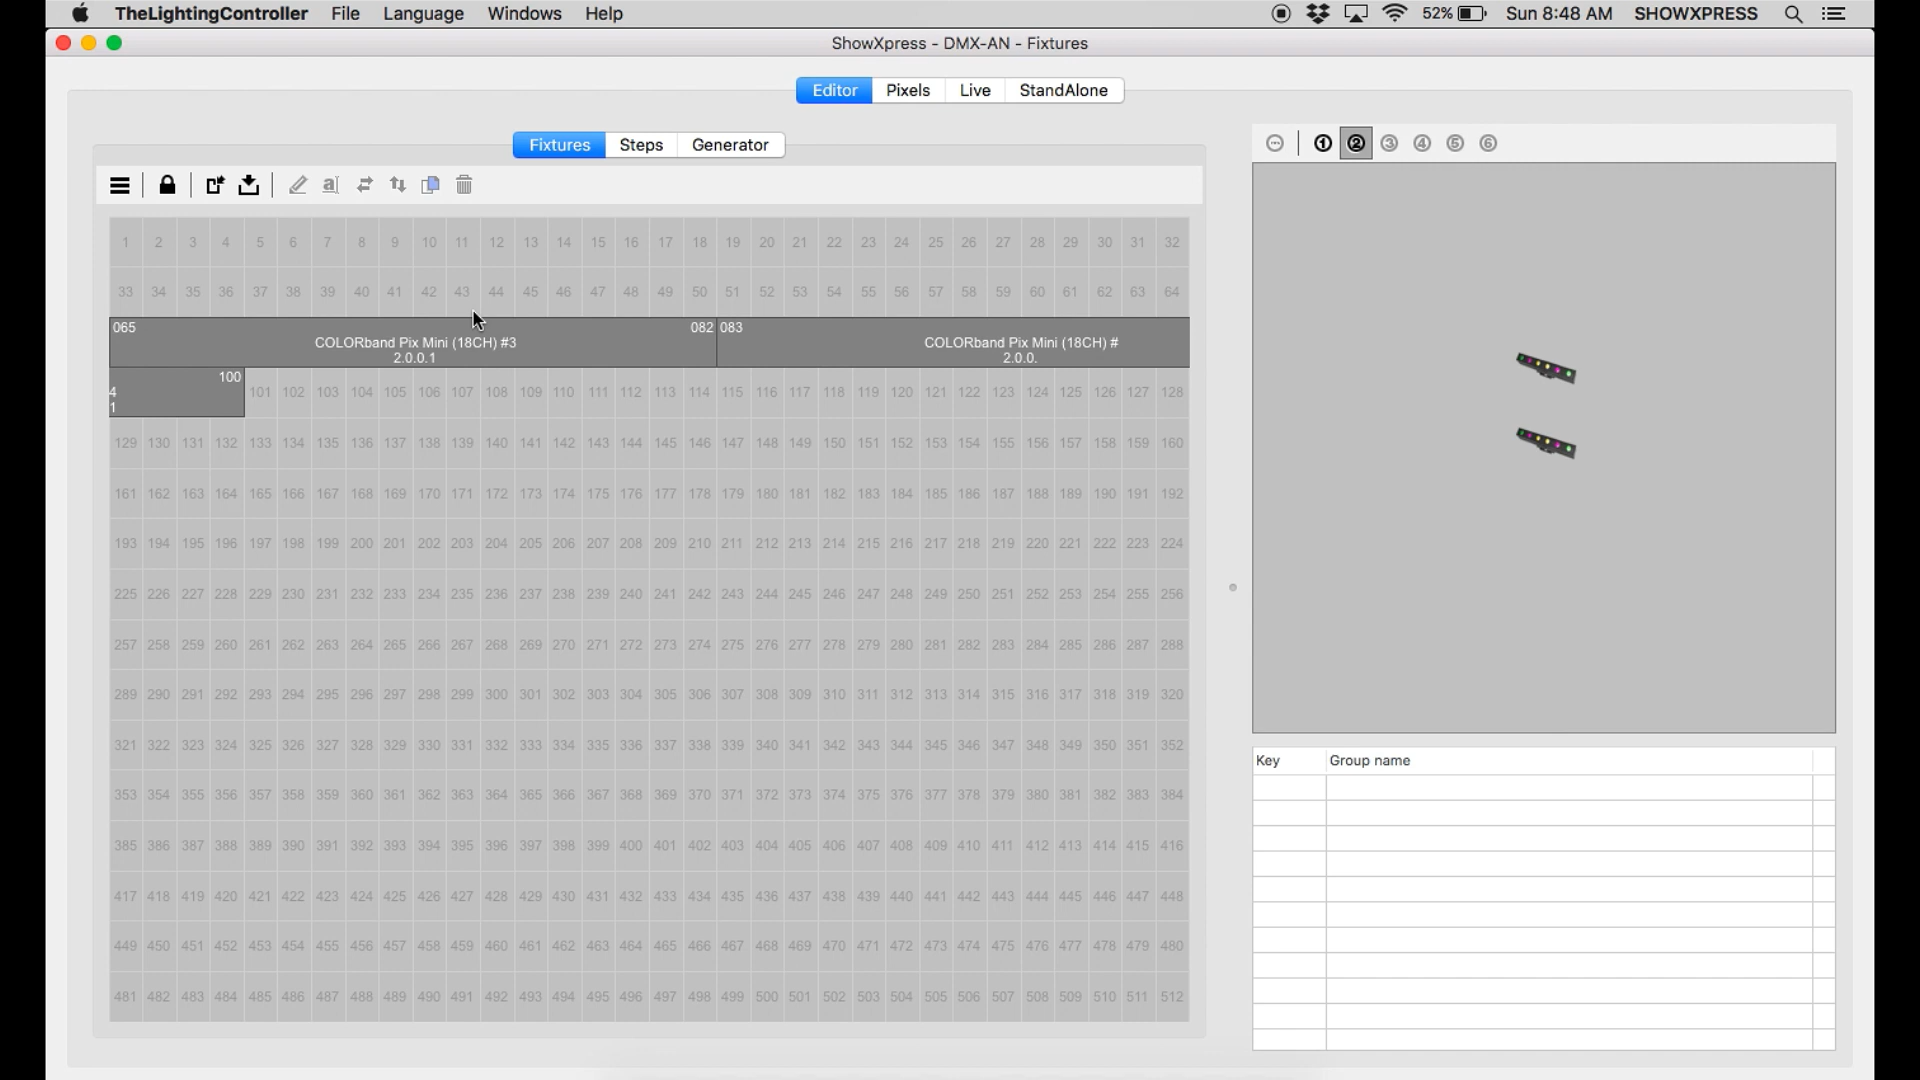 TheLightingController File Language Windows Help 52% Sun 8:48 AM SHOWXPRESS
ShowXpress - DMX-AN - Fixtures
Editor Pixels Live StandAlone
Fixtures Steps Generator
1 2 3 4 5 6
1 2 3 4 5 6 7 8 9 10 11 12 13 14 15 16 17 18 19 20 21 22 23 24 25 26 27 28 29 30 31 32
33 34 35 36 37 38 39 40 41 42 43 44 45 46 47 48 49 50 51 52 53 54 55 56 57 58 59 60 61 62 63 64
065 082 083
COLORband Pix Mini (18CH) #3 COLORband Pix Mini (18CH) #
2.0.0.1 2.0.0.
100
4
1
101 102 103 104 105 106 107 108 109 110 111 112 113 114 115 116 117 118 119 120 121 122 123 124 125 126 127 128
129 130 131 132 133 134 135 136 137 138 139 140 141 142 143 144 145 146 147 148 149 150 151 152 153 154 155 156 157 158 159 160
161 162 163 164 165 166 167 168 169 170 171 172 173 174 175 176 177 178 179 180 181 182 183 184 185 186 187 188 189 190 191 192
193 194 195 196 197 198 199 200 201 202 203 204 205 206 207 208 209 210 211 212 213 214 215 216 217 218 219 220 221 222 223 224
225 226 227 228 229 230 231 232 233 234 235 236 237 238 239 240 241 242 243 244 245 246 247 248 249 250 251 252 253 254 255 256
257 258 259 260 261 262 263 264 265 266 267 268 269 270 271 272 273 274 275 276 277 278 279 280 281 282 283 284 285 286 287 288
289 290 291 292 293 294 295 296 297 298 299 300 301 302 303 304 305 306 307 308 309 310 311 312 313 314 315 316 317 318 319 320
321 322 323 324 325 326 327 328 329 330 331 332 333 334 335 336 337 338 339 340 341 342 343 344 345 346 347 348 349 350 351 352
353 354 355 356 357 358 359 360 361 362 363 364 365 366 367 368 369 370 371 372 373 374 375 376 377 378 379 380 381 382 383 384
385 386 387 388 389 390 391 392 393 394 395 396 397 398 399 400 401 402 403 404 405 406 407 408 409 410 411 412 413 414 415 416
417 418 419 420 421 422 423 424 425 426 427 428 429 430 431 432 433 434 435 436 437 438 439 440 441 442 443 444 445 446 447 448
449 450 451 452 453 454 455 456 457 458 459 460 461 462 463 464 465 466 467 468 469 470 471 472 473 474 475 476 477 478 479 480
481 482 483 484 485 486 487 488 489 490 491 492 493 494 495 496 497 498 499 500 501 502 503 504 505 506 507 508 509 510 511 512
Key Group name